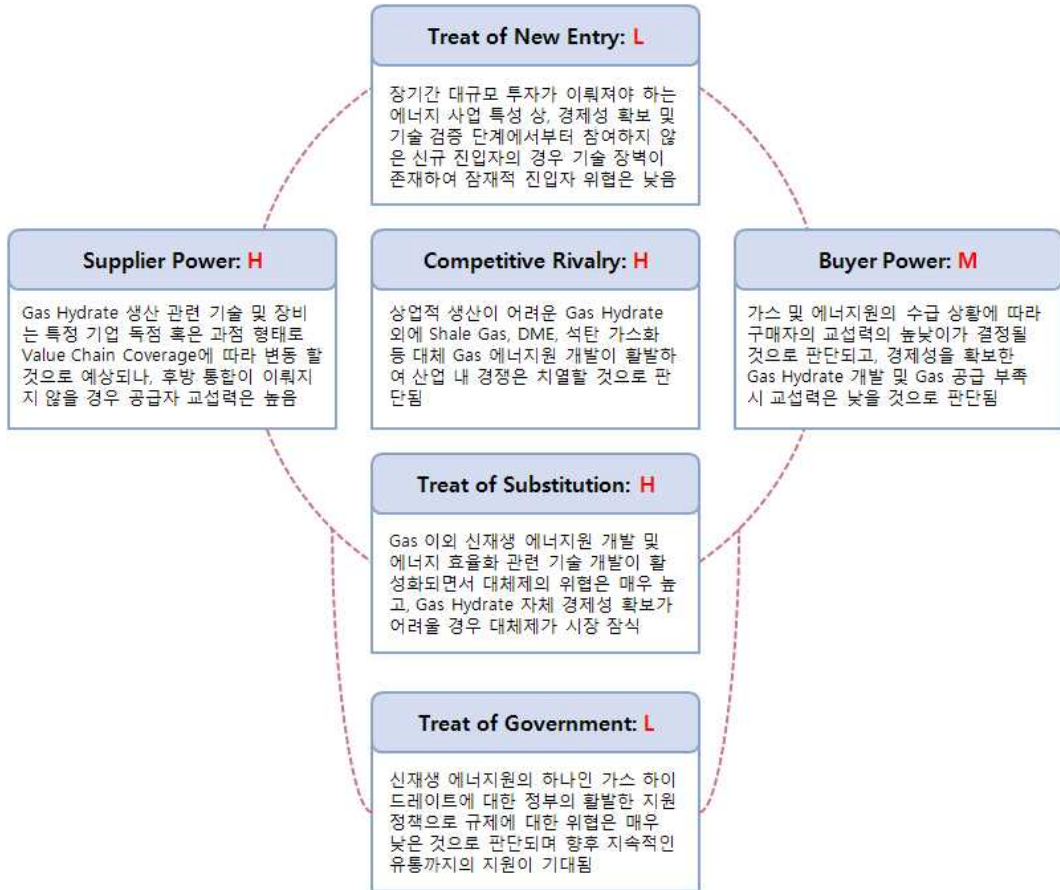 Treat of New Entry: L
장기간 대규모 투자가 이뤄져야 하는
에너지 사업 특성 상, 경제성 확보 및
기술 검증 단계에서부터 참여하지 않
은 신규 진입자의 경우 기술 장벽이
존재하여 잠재적 진입자 위협은 낮음
Supplier Power: H
Gas Hydrate 생산 관련 기술 및 장비
는 특정 기업 독점 혹은 과점 형태로
Value Chain Coverage에 따라 변동 할
것으로 예상되나, 후방 통합이 이뤄지
지 않을 경우 공급자 교섭력은 높음
Competitive Rivalry: H
상업적 생산이 어려운 Gas Hydrate
외에 Shale Gas, DME, 석탄 가스화
등 대체 Gas 에너지원 개발이 활발하
여 산업 내 경쟁은 치열할 것으로 판
단됨
Buyer Power: M
가스 및 에너지원의 수급 상황에 따라
구매자의 교섭력의 높낮이가 결정될
것으로 판단되고, 경제성을 확보한
Gas Hydrate 개발 및 Gas 공급 부족
시 교섭력은 낮을 것으로 판단됨
Treat of Substitution: H
Gas 이외 신재생 에너지원 개발 및
에너지 효율화 관련 기술 개발이 활
성화되면서 대체제의 위협은 매우 높
고, Gas Hydrate 자체 경제성 확보가
어려울 경우 대체제가 시장 잠식
Treat of Government: L
신재생 에너지원의 하나인 가스 하이
드레이트에 대한 정부의 활발한 지원
정책으로 규제에 대한 위협은 매우
낮은 것으로 판단되며 향후 지속적인
유통까지의 지원이 기대됨